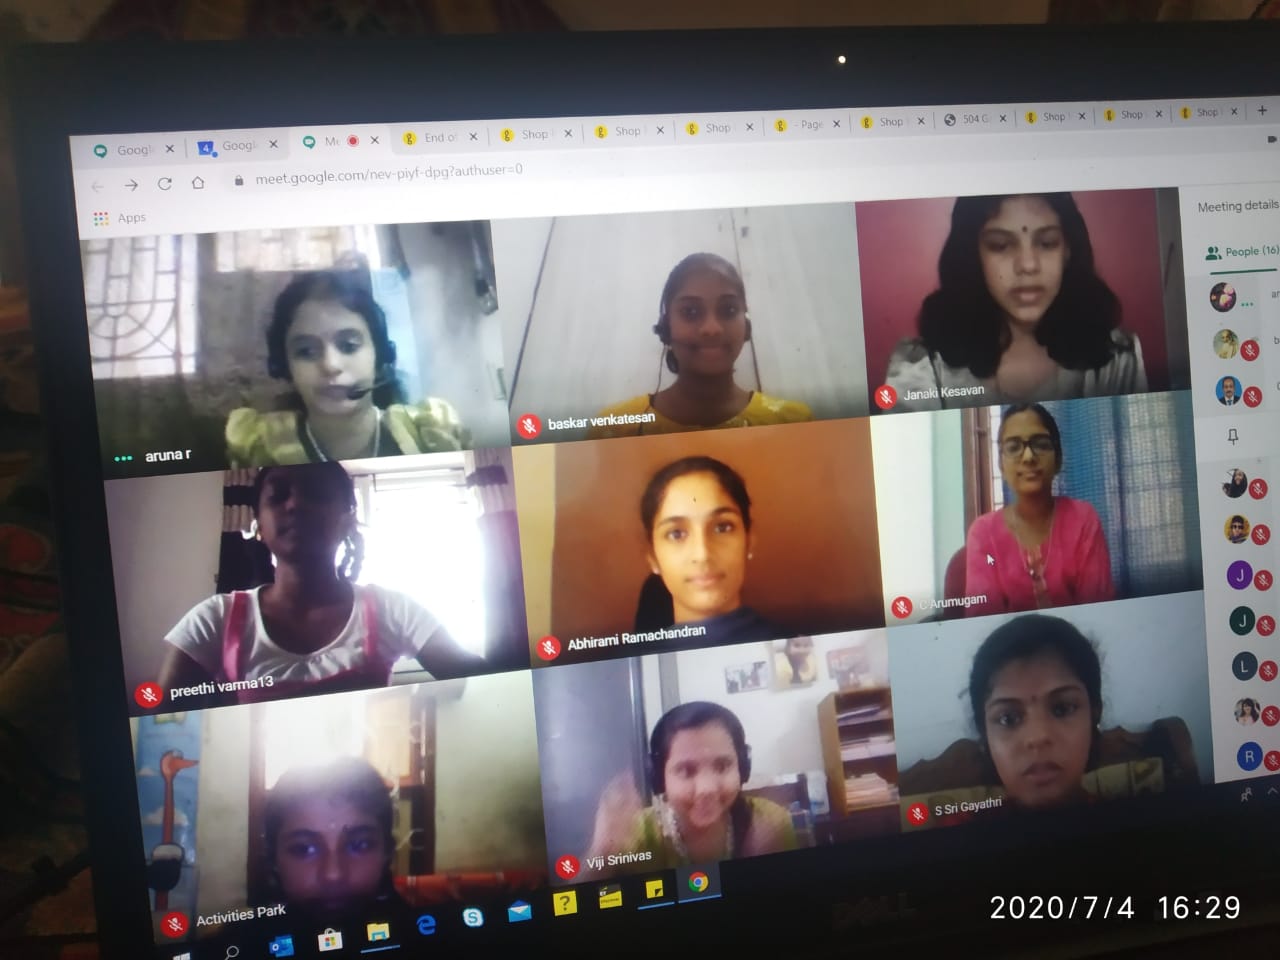 Googl
Googl
Me
End o
Shop
Shop
Shop
- Page
Shop
504 G
Shop
Shop
Shop
meet.google.com/nev-piyf-dpg?authuser=0
Apps
Meeting details
People (16)
aruna r
baskar venkatesan
Janaki Kesavan
preethi varma13
Abhirami Ramachandran
C Arumugam
J
J
L
R
Activities Park
Viji Srinivas
S Sri Gayathri
DELL
2020/7/4 16:29